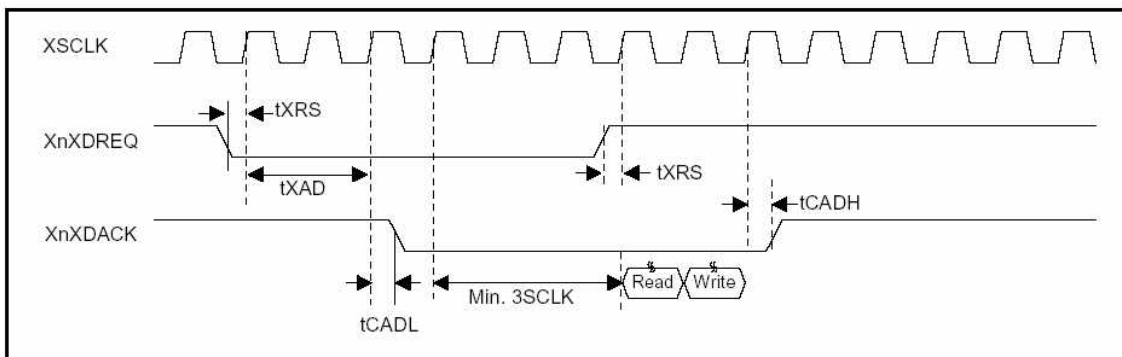 XSCLK
tXRS
XnXDREQ
tXRS
tXAD
tCADH
XnXDACK
Read
Write
Min. 3SCLK
tCADL